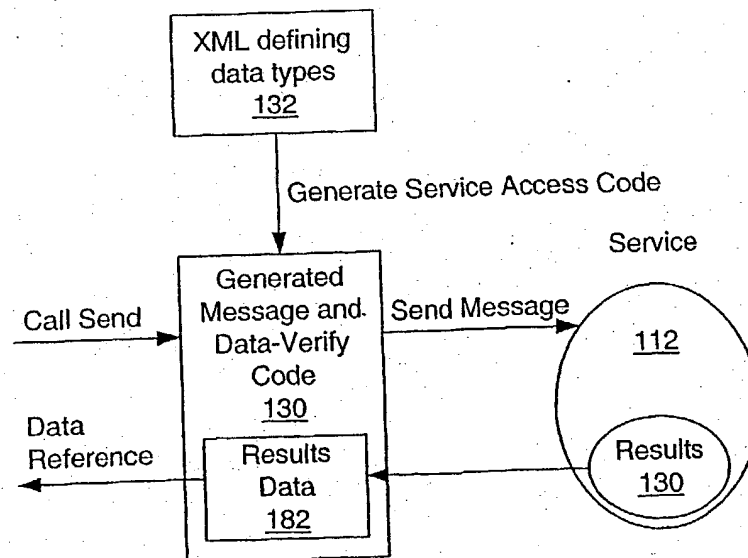 XML defining
data types
132
Generate Service Access Code
Service
Generated
Message and
Data-Verify
Code
130
Call Send
Send Message
112
Data
Reference
Results
Data
182
Results
130